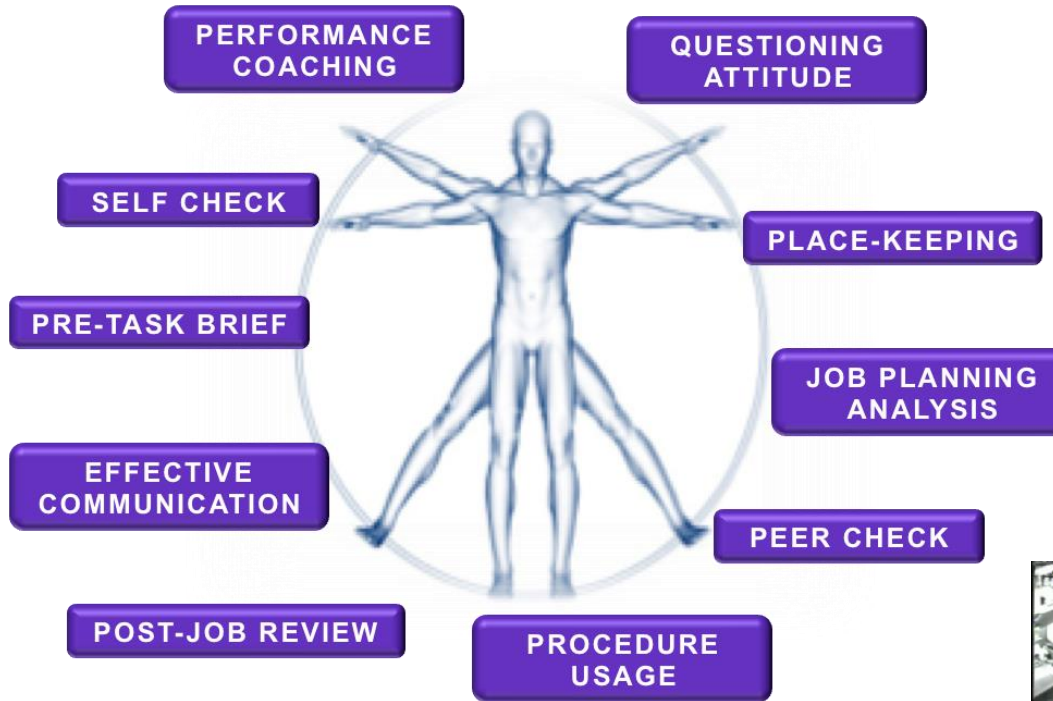 PERFORMANCE
COACHING
QUESTIONING
ATTITUDE
SELF CHECK
PLACE-KEEPING
PRE-TASK BRIEF
JOB PLANNING
ANALYSIS
EFFECTIVE
COMMUNICATION
PEER CHECK
POST-JOB REVIEW
PROCEDURE
USAGE